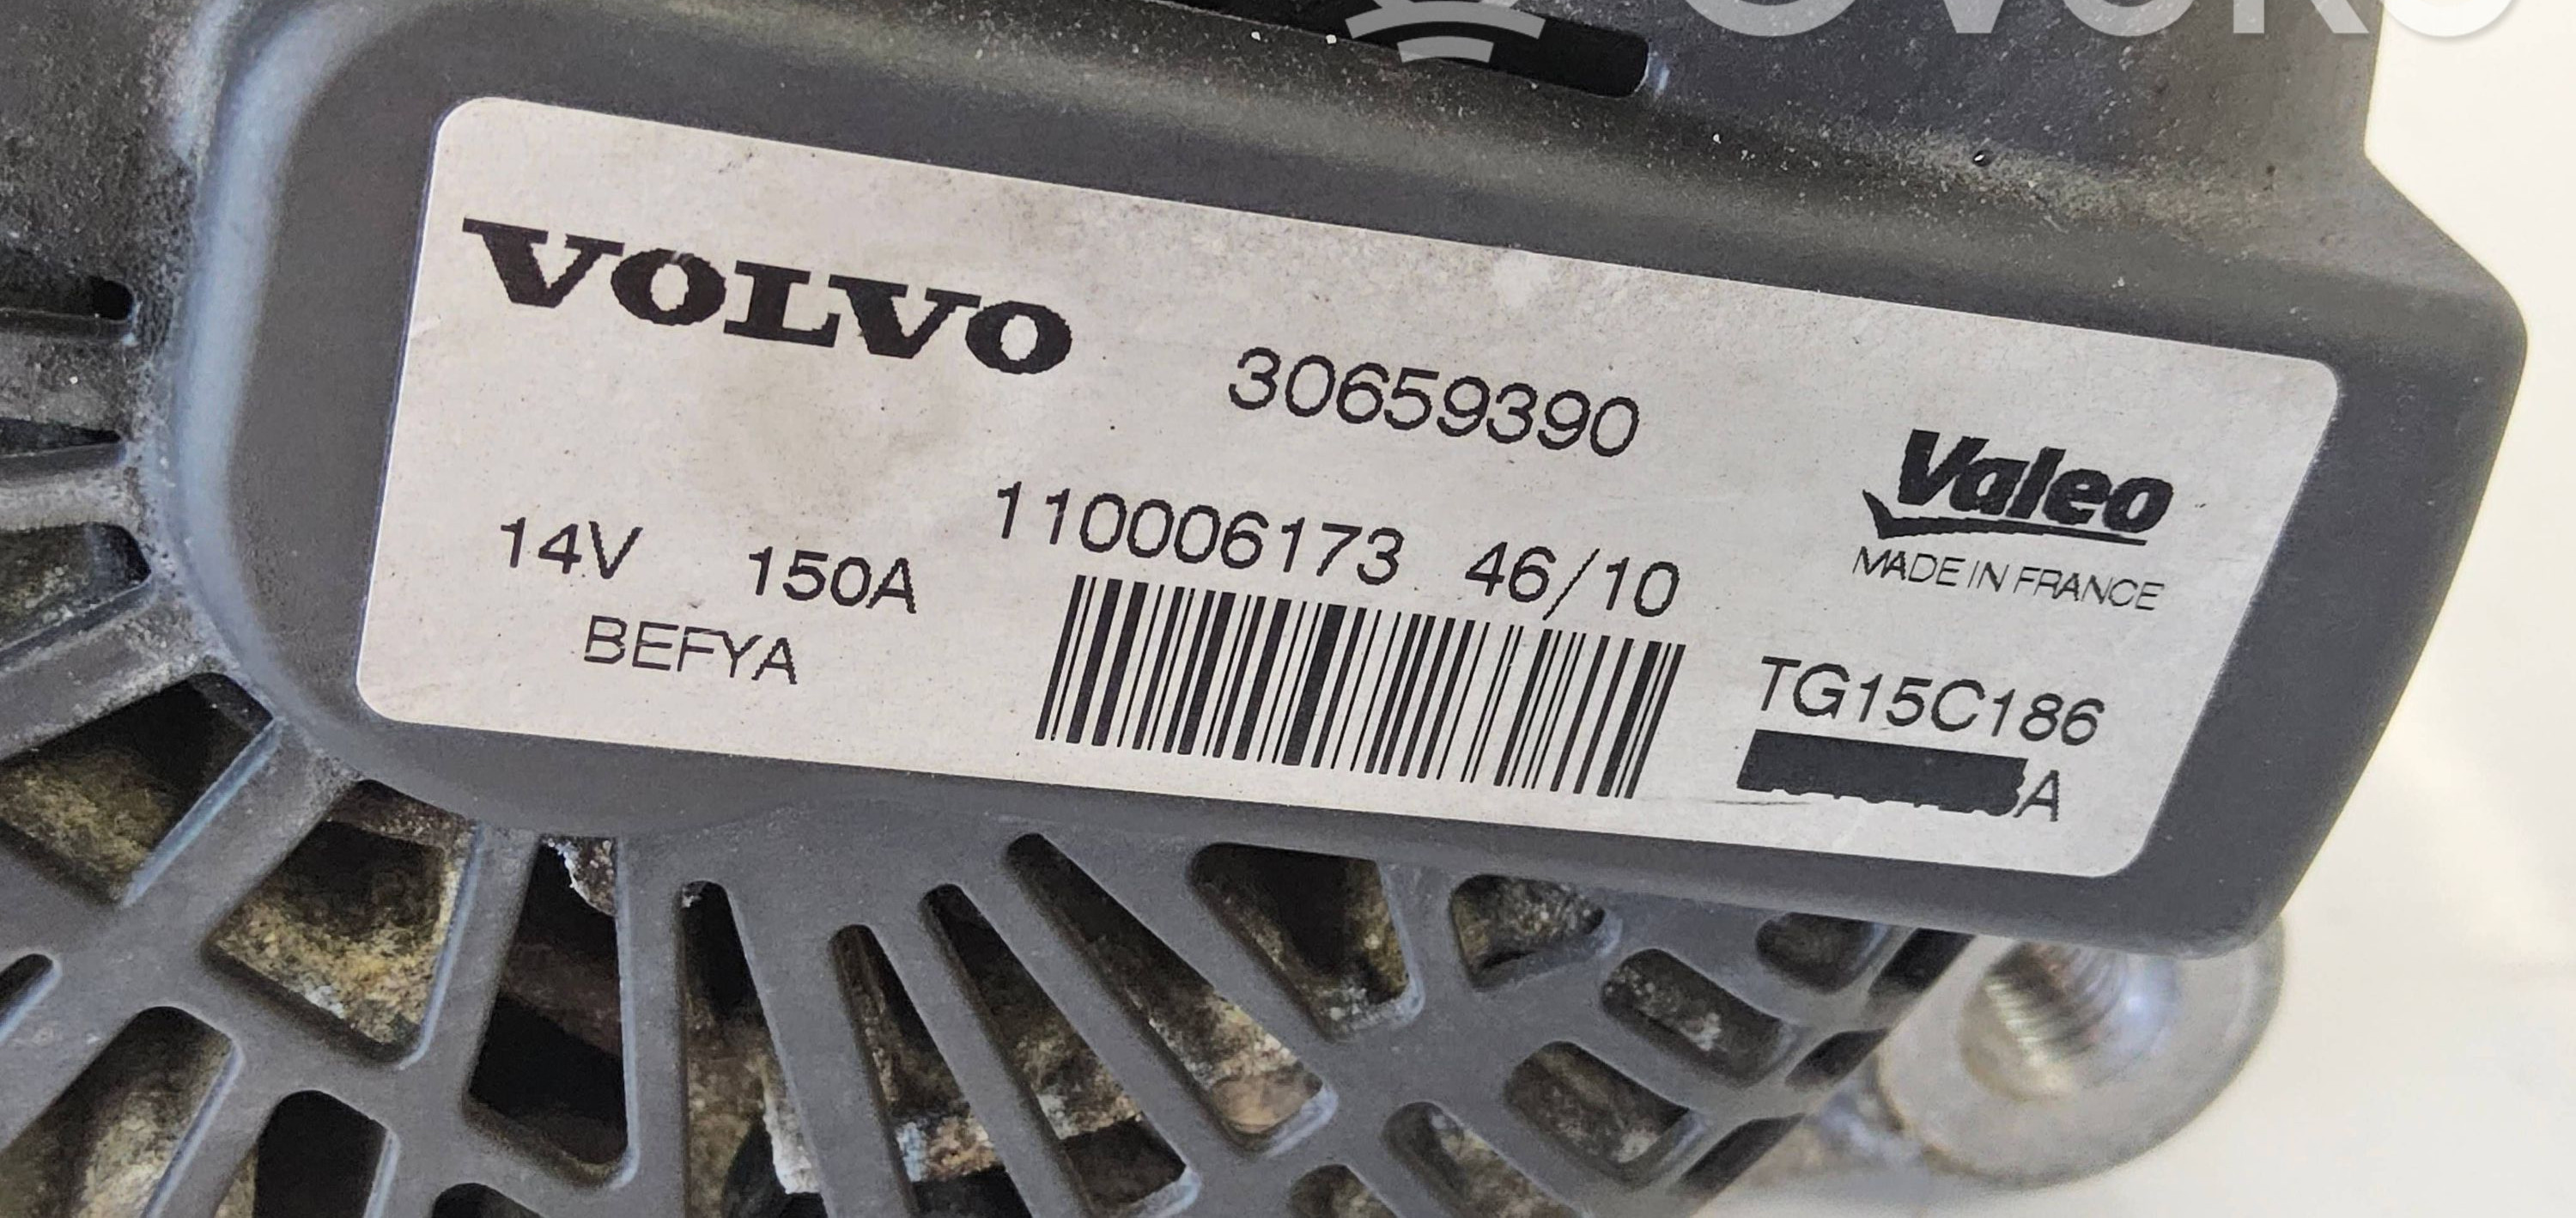 VOLVO
30659390
Valeo
MADE IN FRANCE
110006173 46/10
14V 150A
BEFYA
TG15C186
A